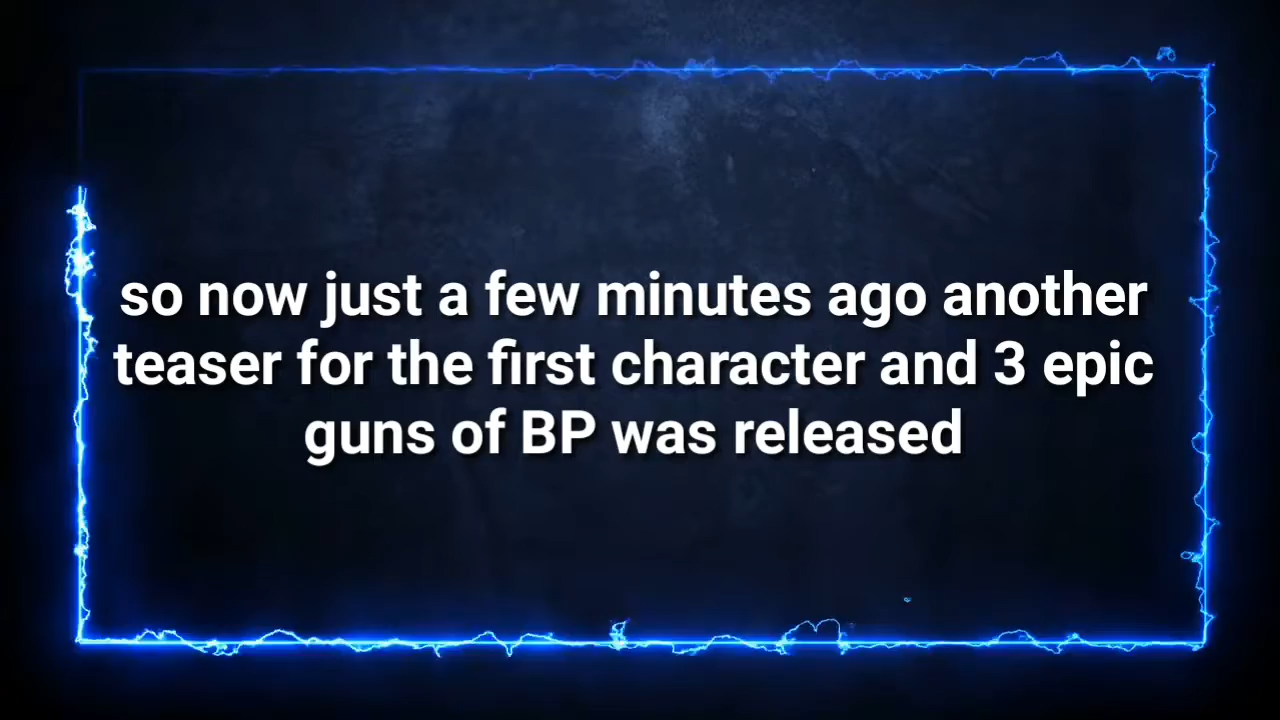 so now just a few minutes ago another
teaser for the first character and 3 epic
guns of BP was released